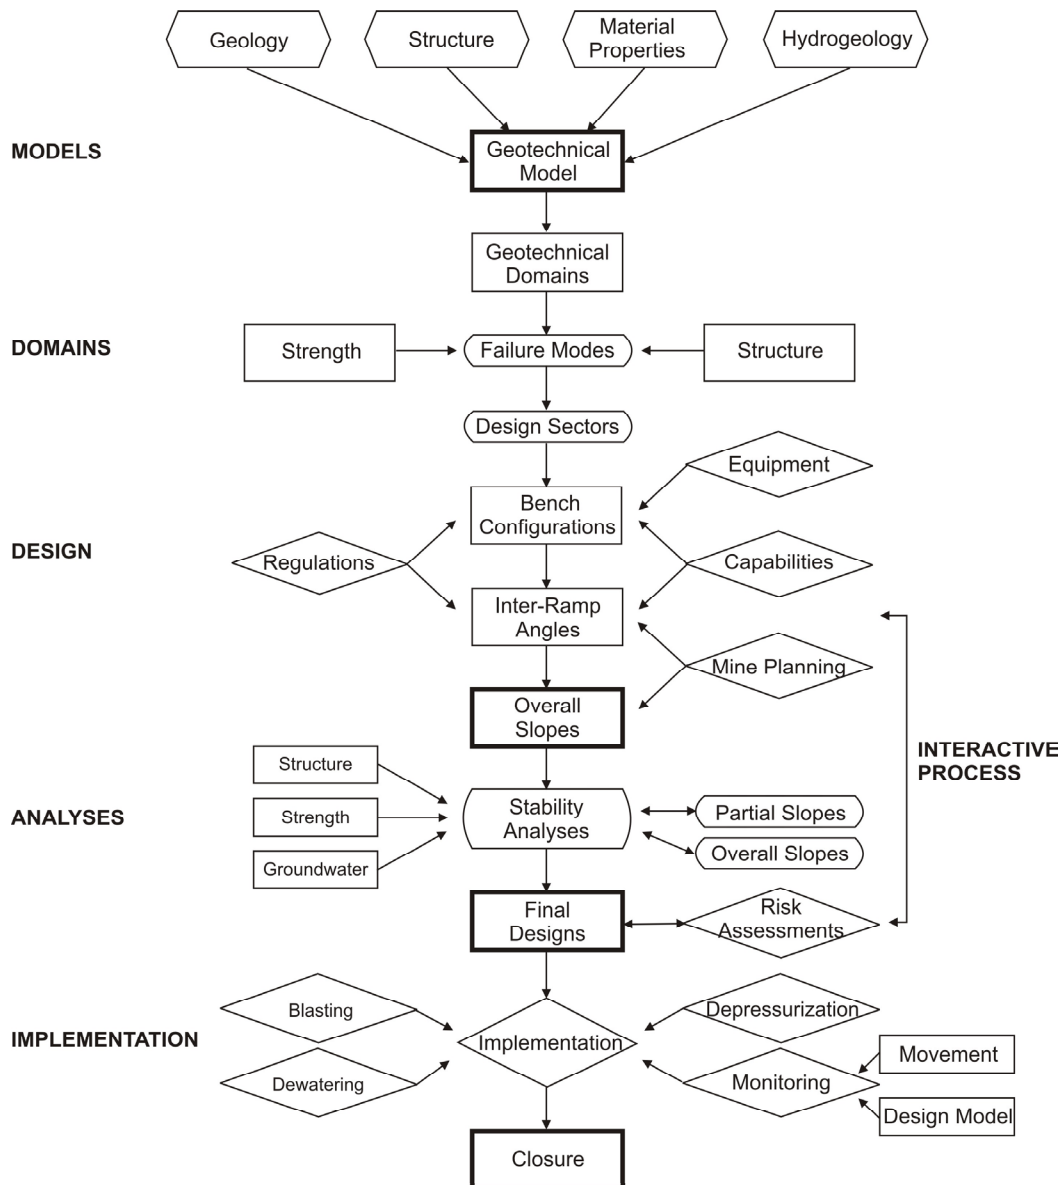 Geology
Structure
Material
Properties
Hydrogeology
MODELS
Geotechnical
Model
Geotechnical
Domains
DOMAINS
Strength
Failure Modes
Structure
Design Sectors
Equipment
Bench
Configurations
DESIGN
Regulations
Capabilities
Inter-Ramp
Angles
Mine Planning
Overall
Slopes
INTERACTIVE
PROCESS
Structure
ANALYSES
Strength
Stability
Analyses
Partial Slopes
Overall Slopes
Groundwater
Final
Designs
Risk
Assessments
IMPLEMENTATION
Blasting
Depressurization
Implementation
Movement
Dewatering
Monitoring
Design Model
Closure